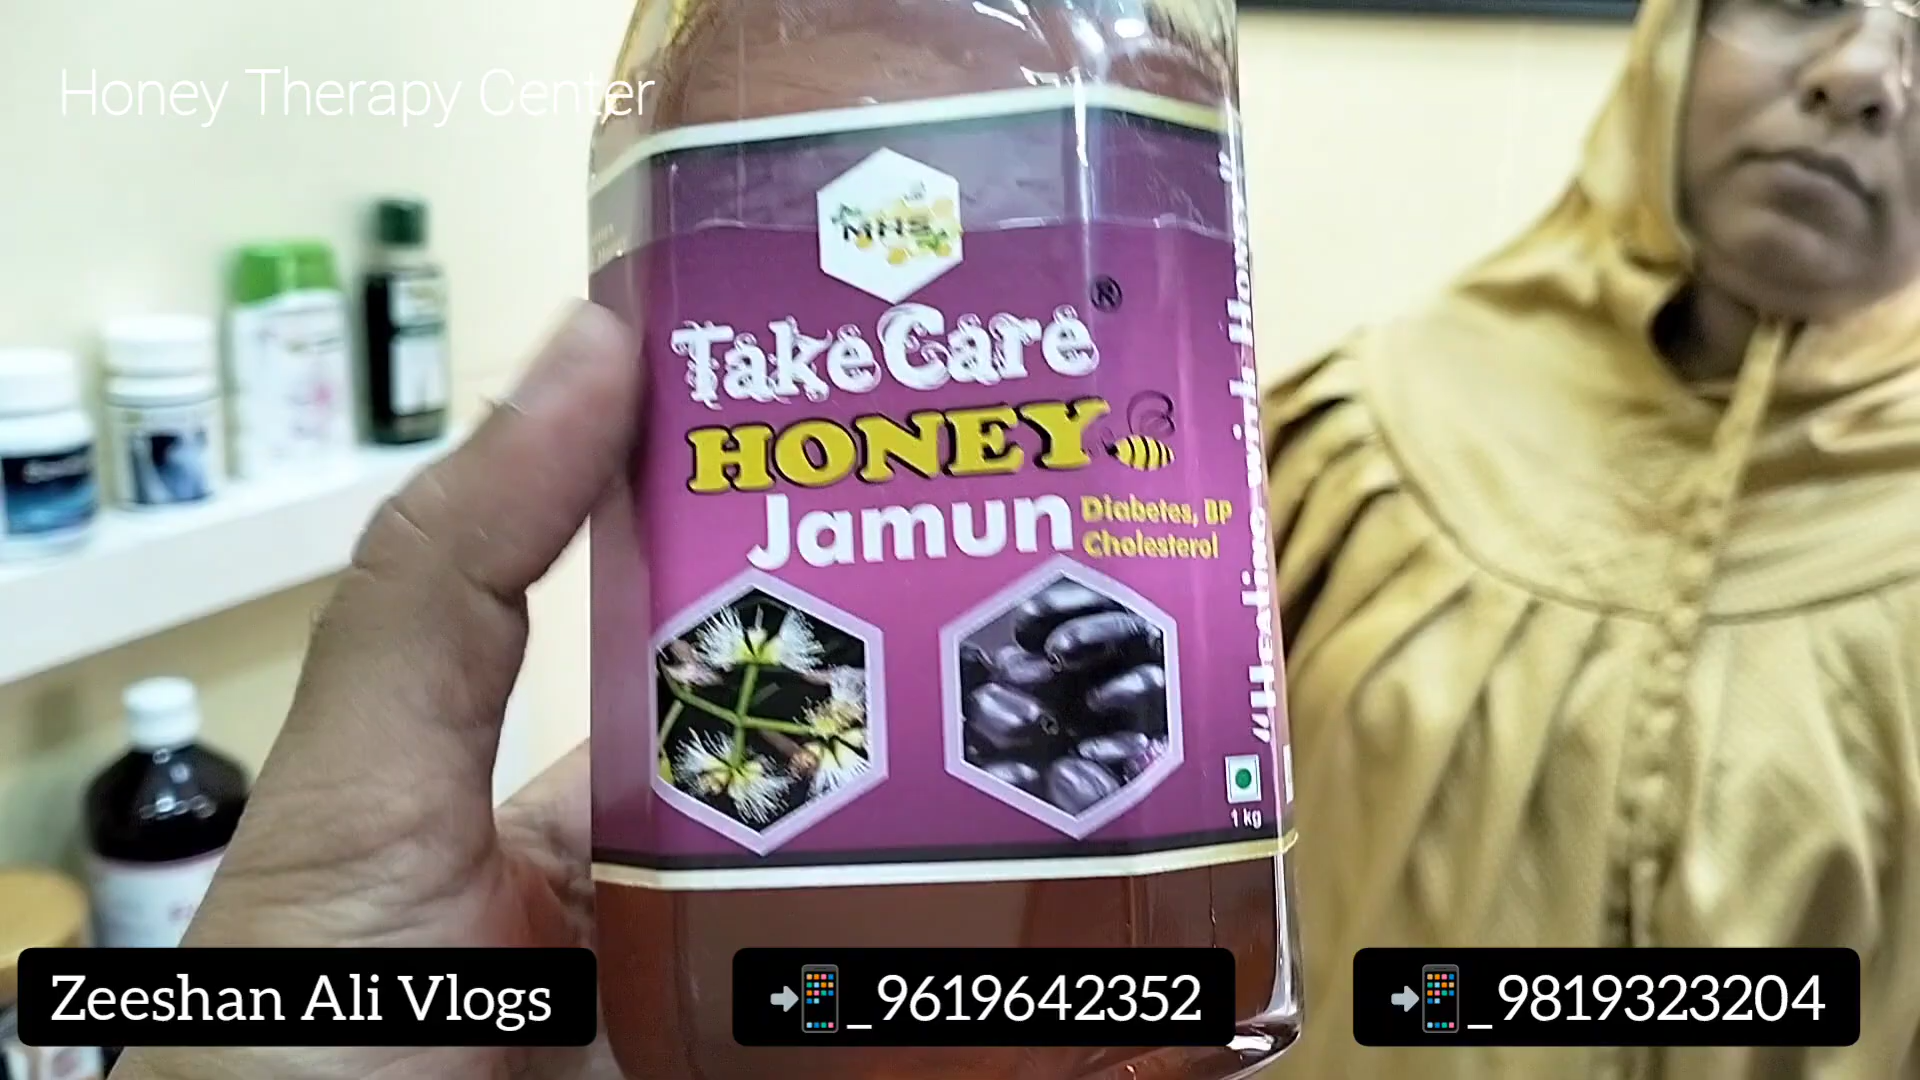 Honey Therapy Center
MHS
TakeCare®
HONEY
Jamun
Diabetes, BP
Cholesterol
"Healing with Honey"
1 kg
Zeeshan Ali Vlogs
_9619642352
_9819323204